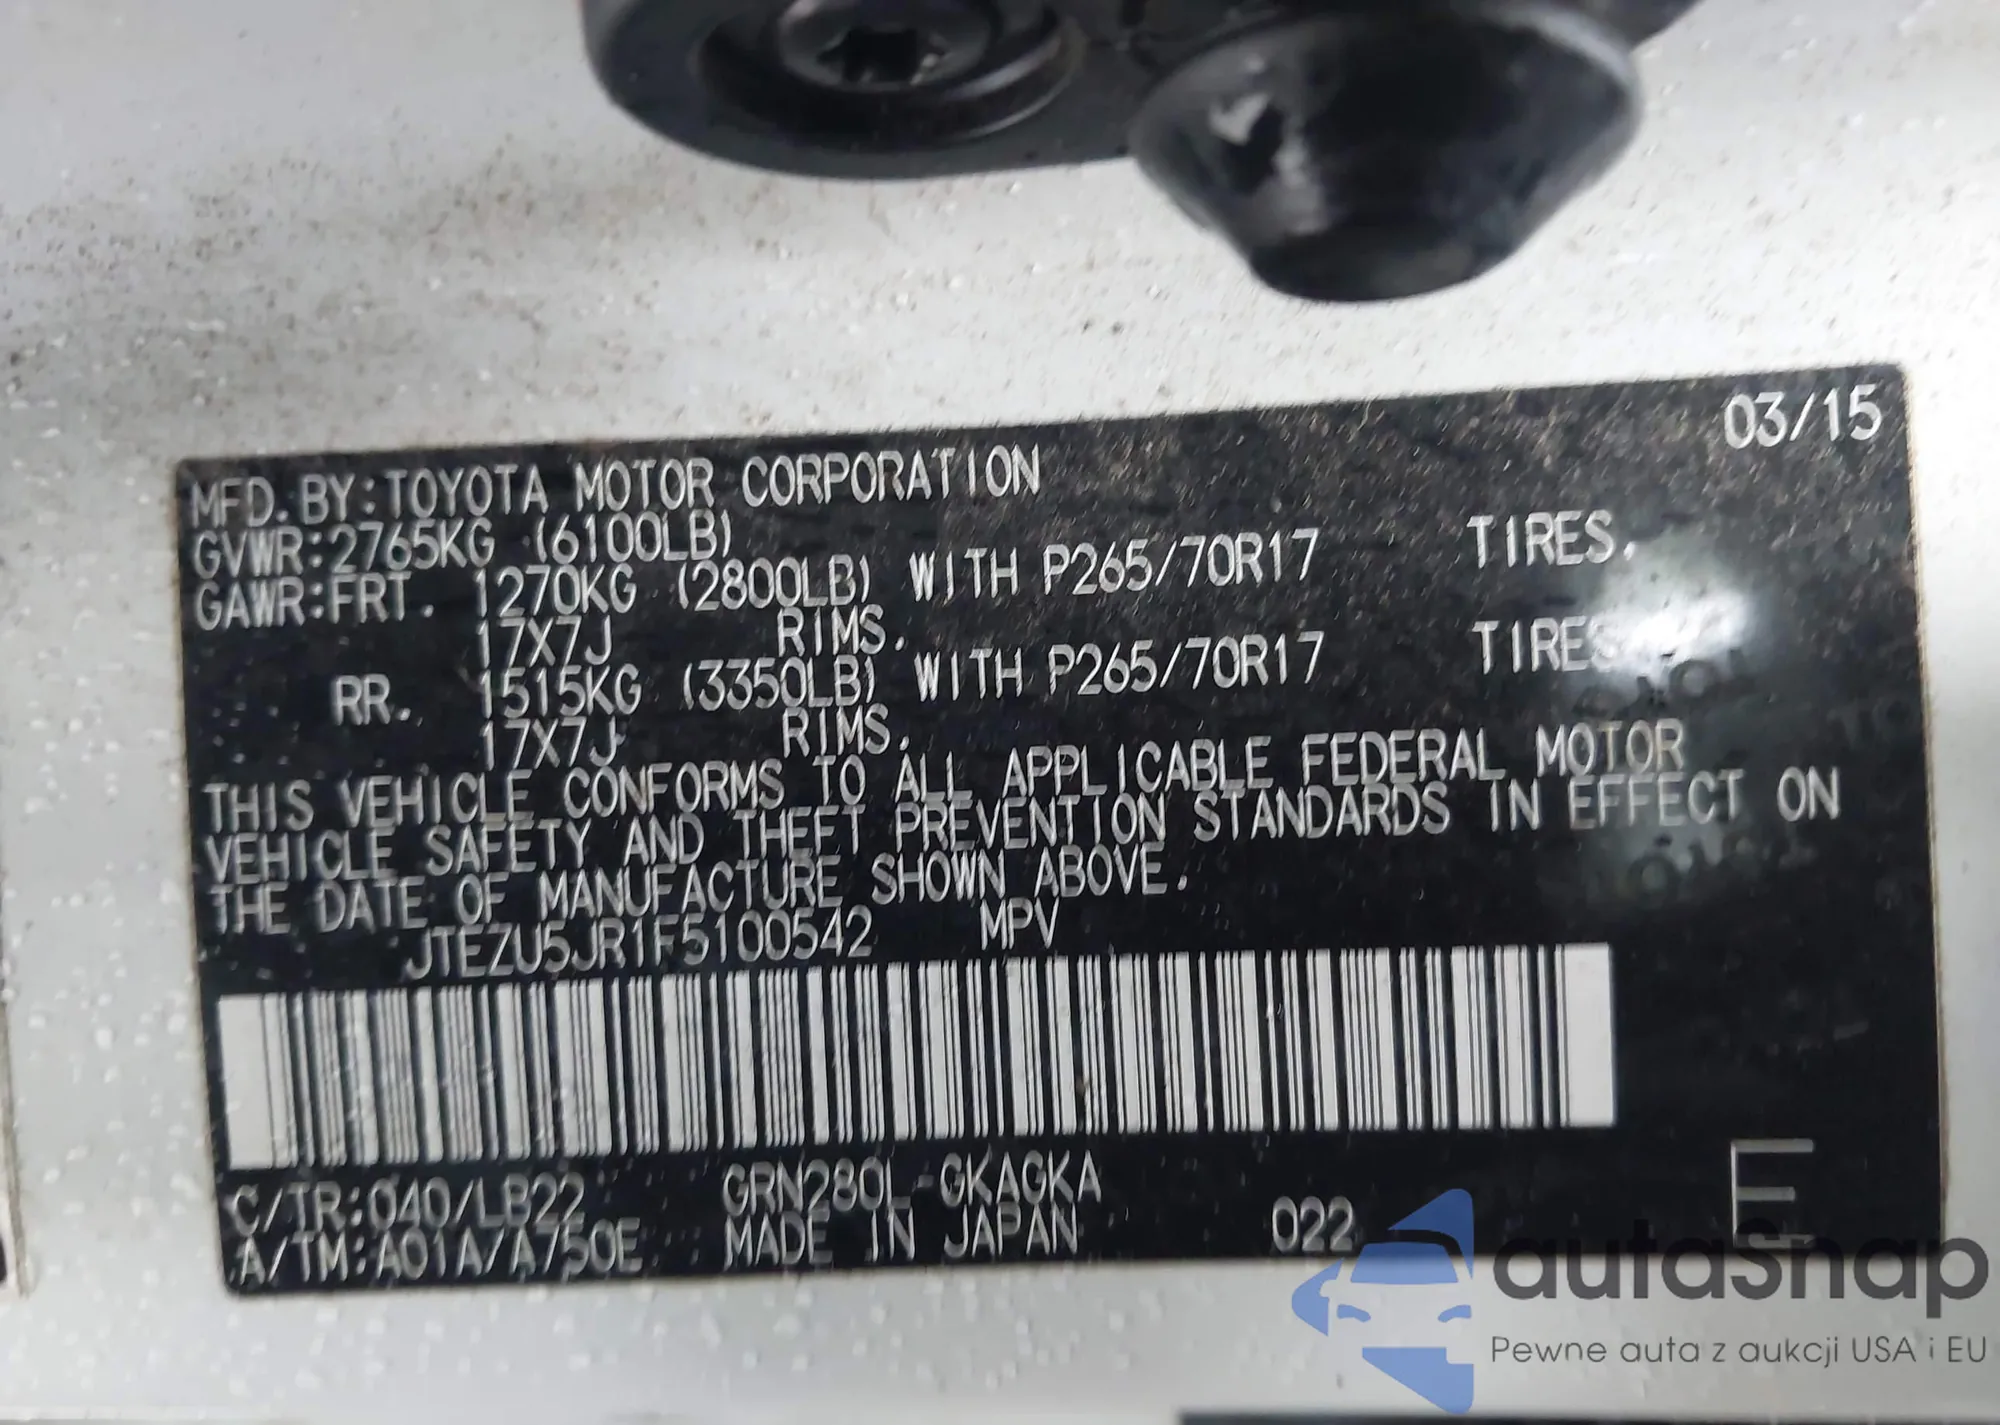 03/15
MFD. BY:TOYOTA MOTOR CORPORATION
GVWR:2765KG (6100LB)
GAWR:FRT. 1270KG (2800LB) WITH P265/70R17 TIRES.
17X7J RIMS.
RR. 1515KG (3350LB) WITH P265/70R17 TIRES
17X7J RIMS.
THIS VEHICLE CONFORMS TO ALL APPLICABLE FEDERAL MOTOR
VEHICLE SAFETY AND THEFT PREVENTION STANDARDS IN EFFECT ON
THE DATE OF MANUFACTURE SHOWN ABOVE.
JTEZU5JR1F5100542 MPV
C/TR:040/LB22 GRN280L-GKAGKA
A/TM:A01A/A750E MADE IN JAPAN 022 E
autaSnap
Pewne auta z aukcji USA i EU